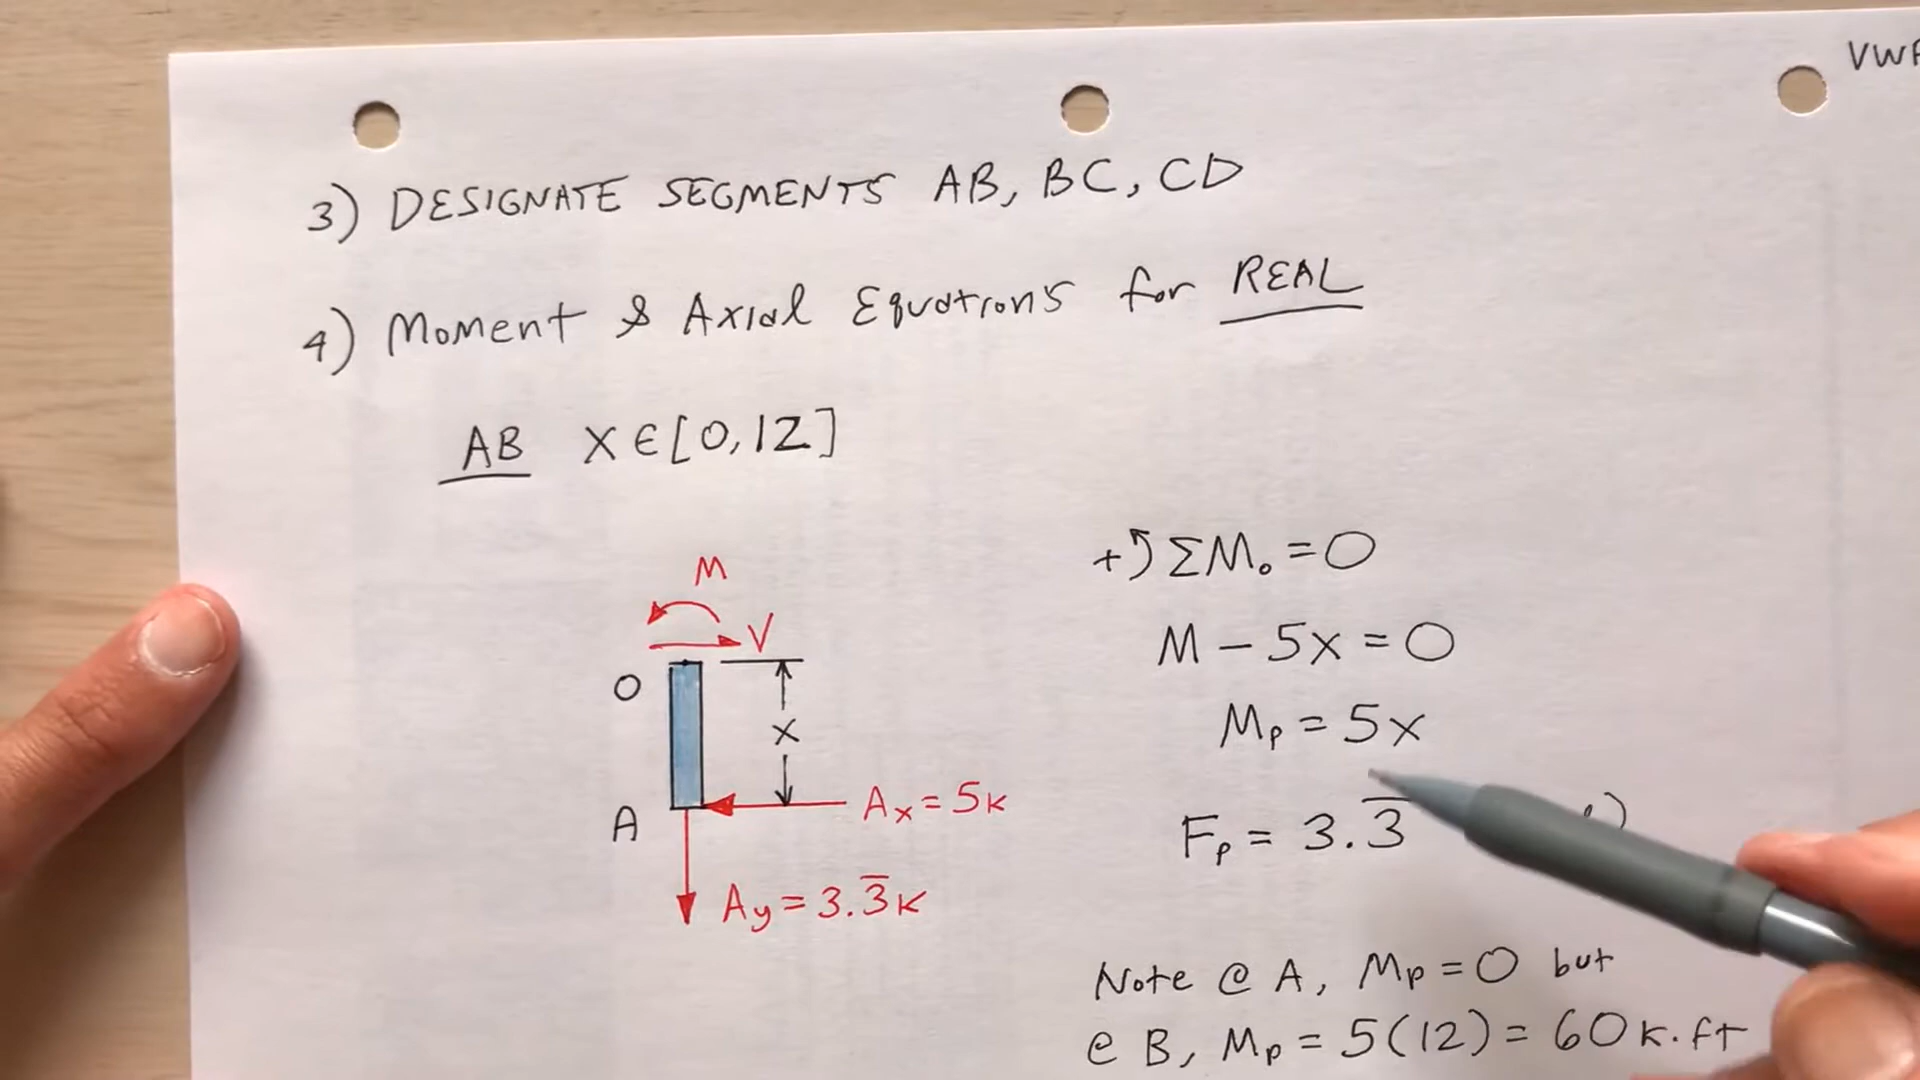 VWF
3) DESIGNATE SEGMENTS AB, BC, CD
4) Moment & Axial Equations for REAL
AB X ∈ [0,12]
M
V
O
X
A
Ax = 5k
Ay = 3.3̅k
+↺ ΣMo = 0
M - 5x = 0
Mp = 5x
Fp = 3.3̅
Note @ A, Mp = 0 but
@ B, Mp = 5(12) = 60k.ft